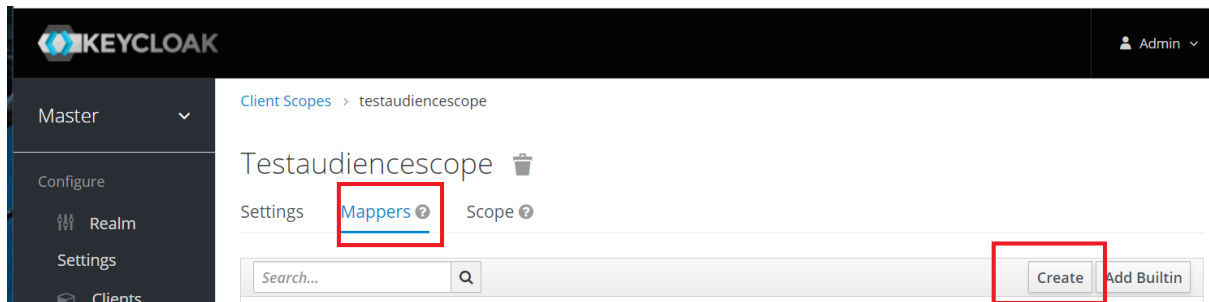 KEYCLOAK
Admin
Master
Client Scopes > testaudiencescope
Testaudiencescope
Configure
Settings Mappers Scope
Realm
Settings
Search...
Create Add Builtin
Clients